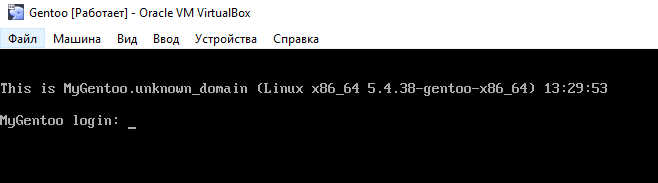 Gentoo [Работает] - Oracle VM VirtualBox
Файл Машина Вид Ввод Устройства Справка
This is MyGentoo.unknown_domain (Linux x86_64 5.4.38-gentoo-x86_64) 13:29:53
MyGentoo login: _